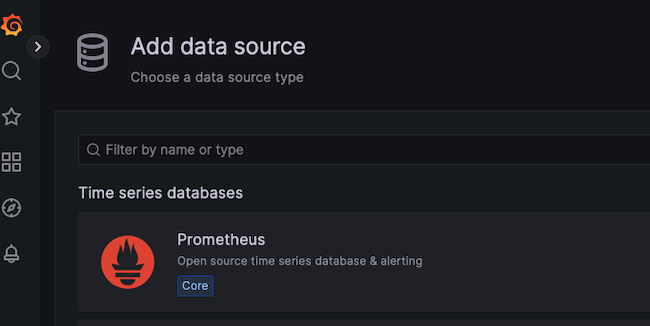 Add data source
Choose a data source type
Filter by name or type
Time series databases
Prometheus
Open source time series database & alerting
Core